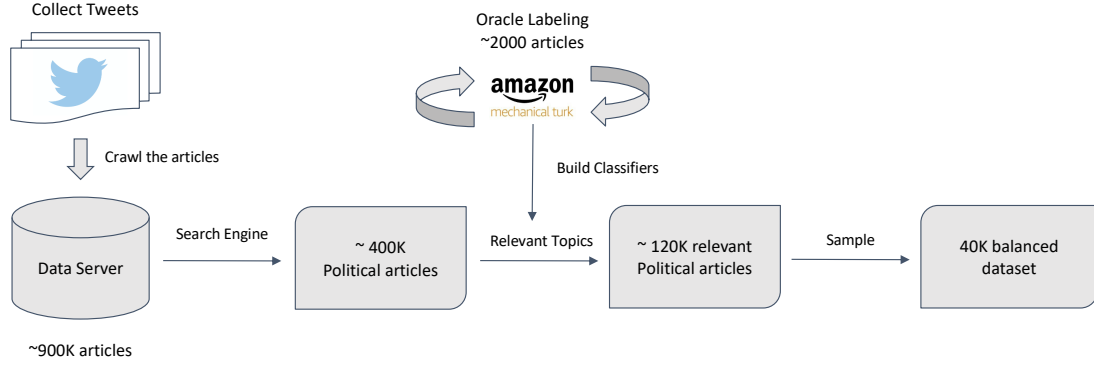 Collect Tweets
Oracle Labeling
~2000 articles
amazon
mechanical turk
Crawl the articles
Build Classifiers
Data Server
~900K articles
Search Engine
~ 400K
Political articles
Relevant Topics
~ 120K relevant
Political articles
Sample
40K balanced
dataset